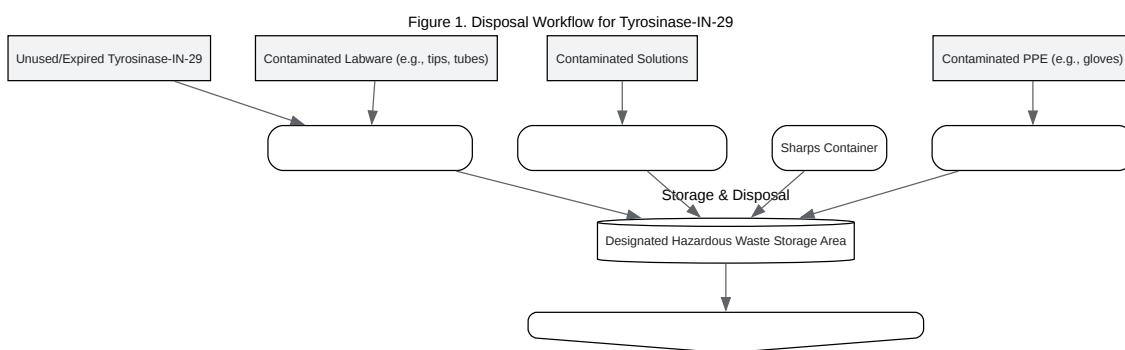 Figure 1. Disposal Workflow for Tyrosinase-IN-29
Unused/Expired Tyrosinase-IN-29
Contaminated Labware (e.g., tips, tubes)
Contaminated Solutions
Contaminated PPE (e.g., gloves)
Sharps Container
Storage & Disposal
Designated Hazardous Waste Storage Area